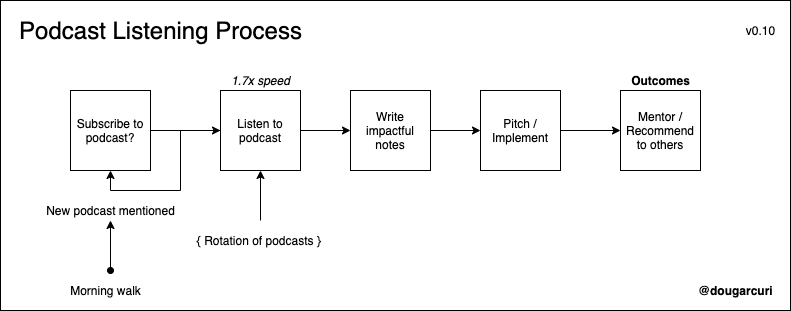 Podcast Listening Process
v0.10
1.7x speed
Outcomes
Subscribe to
podcast?
Listen to
podcast
Write
impactful
notes
Pitch /
Implement
Mentor /
Recommend
to others
New podcast mentioned
{ Rotation of podcasts }
Morning walk
@dougarcuri